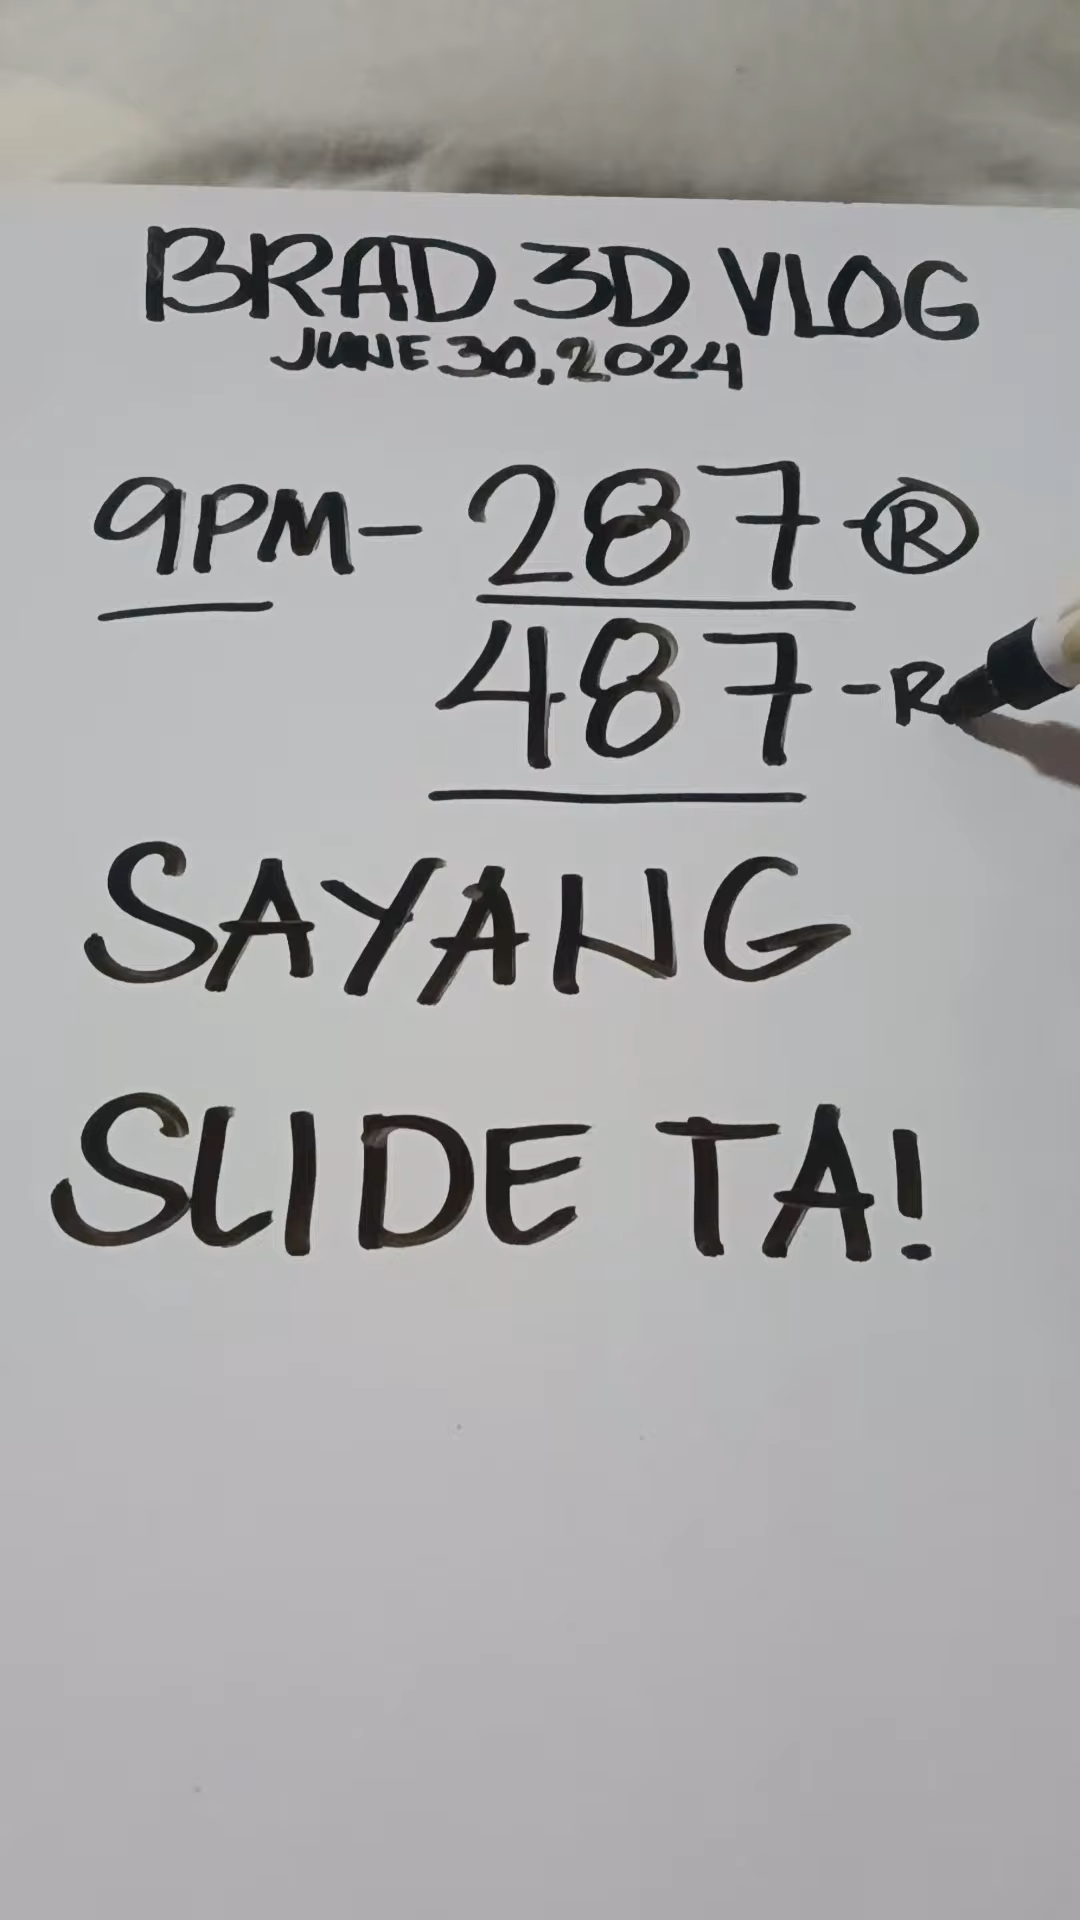 BRAD 3D VLOG
JUNE 30, 2024
9PM - 287 - R
487 - R
SAYANG
SLIDE TA!